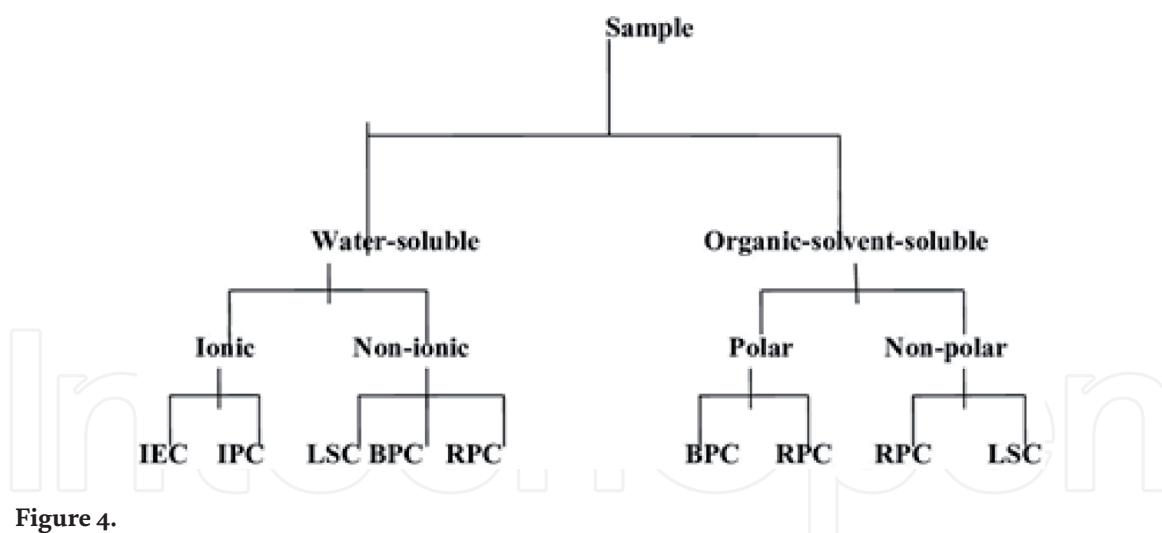 Sample
Water-soluble Organic-solvent-soluble
Ionic Non-ionic Polar Non-polar
IEC IPC LSC BPC RPC BPC RPC RPC LSC
IntechOpen
Figure 4.